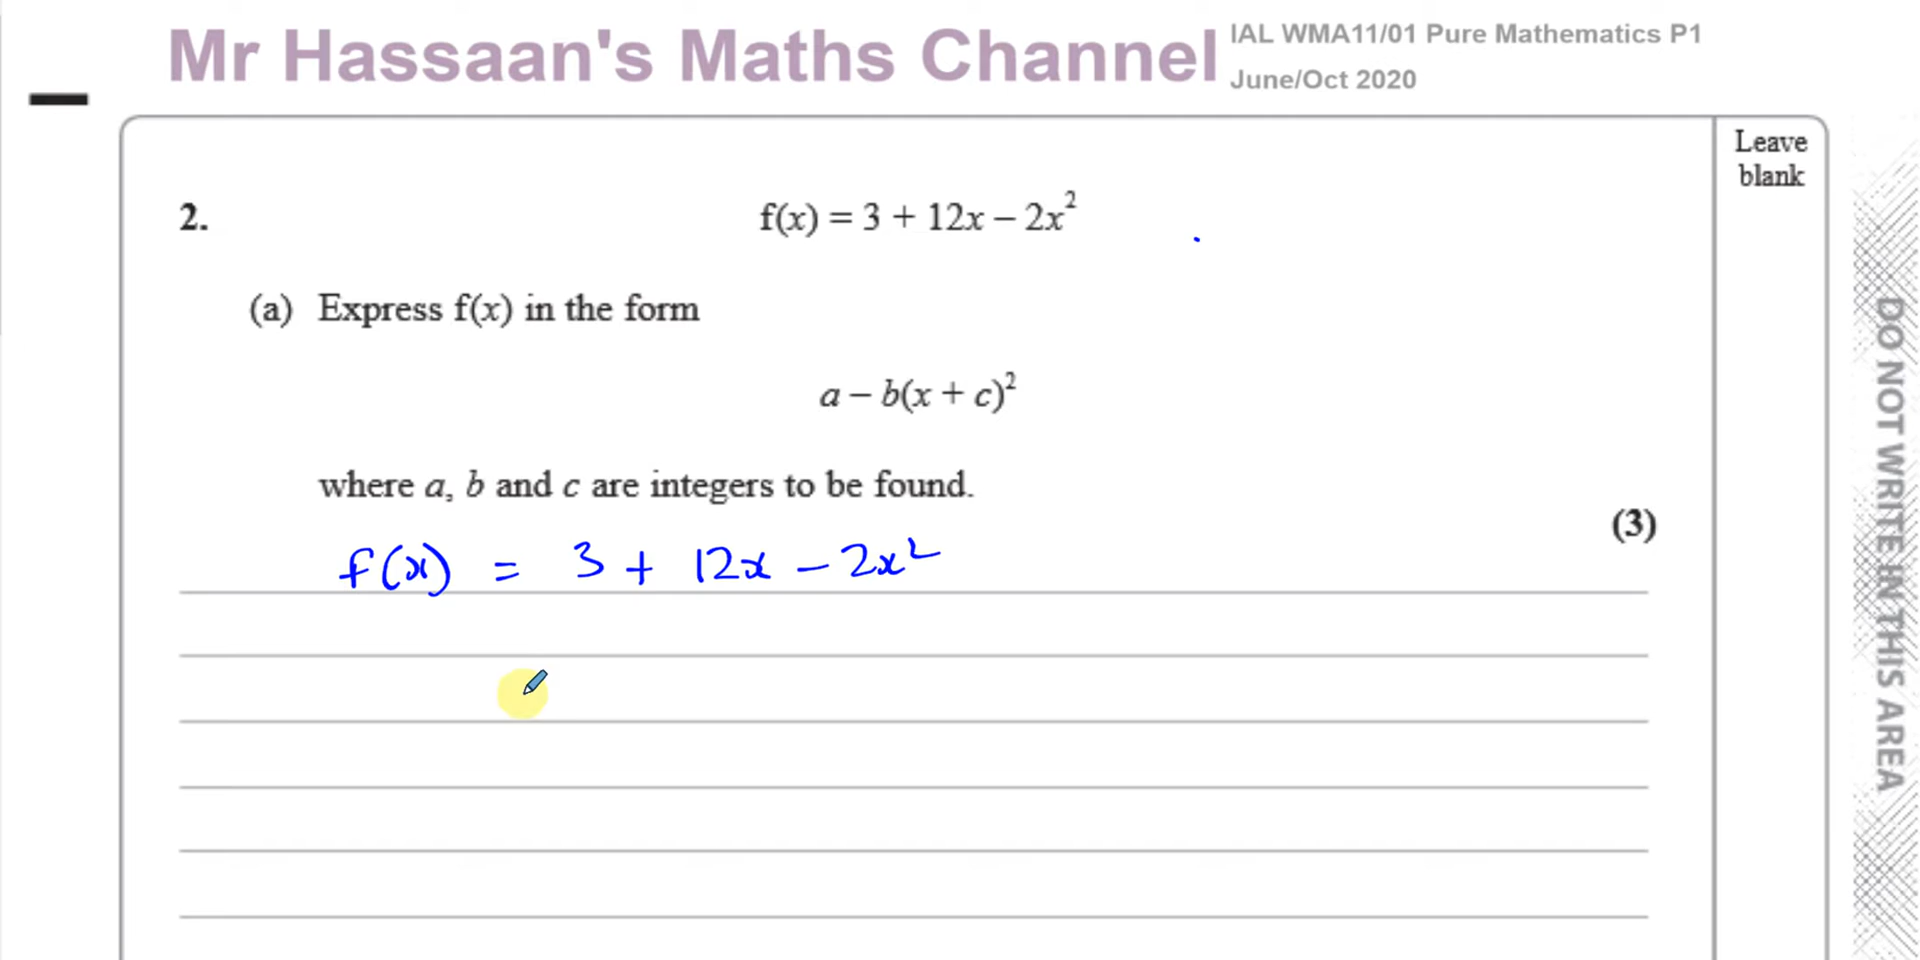 Mr Hassaan's Maths Channel
IAL WMA11/01 Pure Mathematics P1
June/Oct 2020
Leave
blank
2.
f(x) = 3 + 12x − 2x²
(a) Express f(x) in the form
a − b(x + c)²
where a, b and c are integers to be found.
(3)
f(x) = 3 + 12x − 2x²
DO NOT WRITE IN THIS AREA